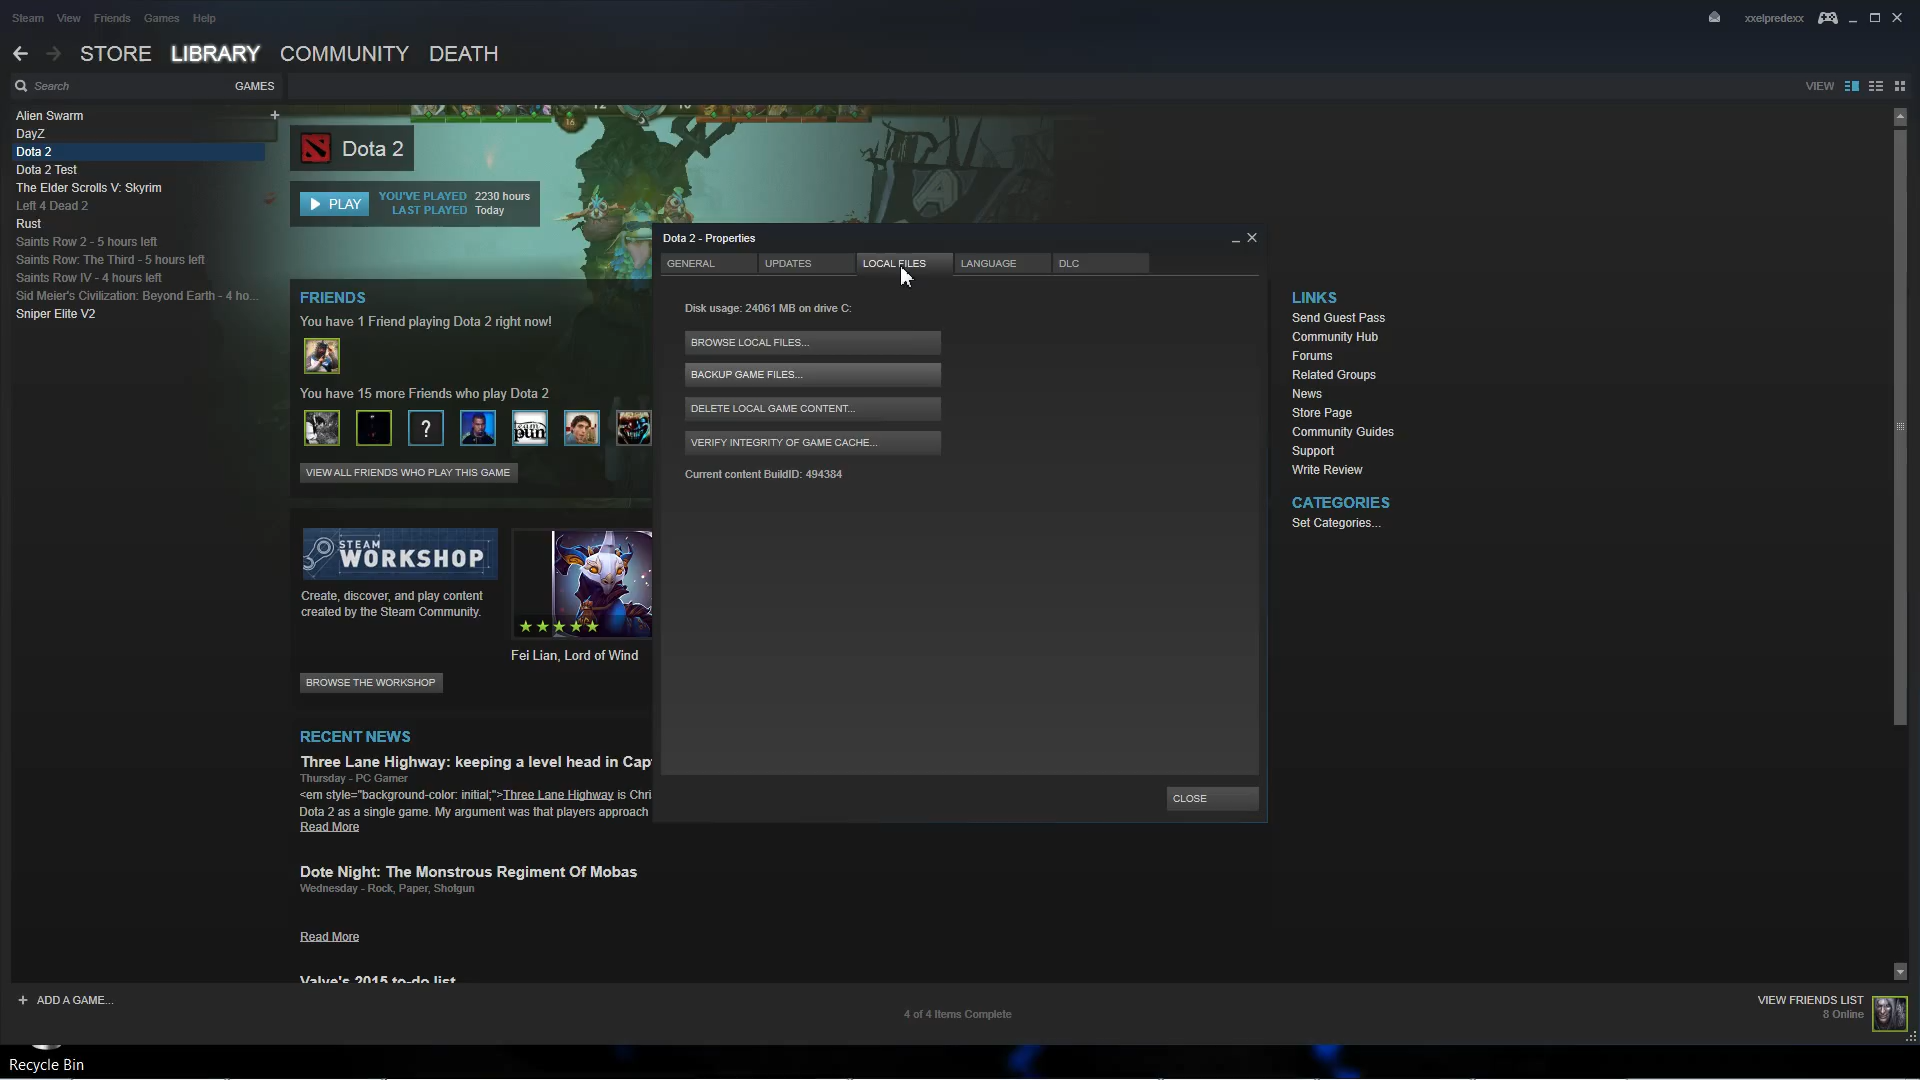 Steam View Friends Games Help
xxelpredexx
STORE LIBRARY COMMUNITY DEATH
Search
GAMES
VIEW
Alien Swarm
DayZ
Dota 2
Dota 2 Test
The Elder Scrolls V: Skyrim
Left 4 Dead 2
Rust
Saints Row 2 - 5 hours left
Saints Row: The Third - 5 hours left
Saints Row IV - 4 hours left
Sid Meier's Civilization: Beyond Earth - 4 ho...
Sniper Elite V2
16
Dota 2
PLAY
YOU'VE PLAYED 2230 hours
LAST PLAYED Today
FRIENDS
You have 1 Friend playing Dota 2 right now!
You have 15 more Friends who play Dota 2
?
pun
VIEW ALL FRIENDS WHO PLAY THIS GAME
STEAM
WORKSHOP
Create, discover, and play content
created by the Steam Community.
Fei Lian, Lord of Wind
BROWSE THE WORKSHOP
RECENT NEWS
Three Lane Highway: keeping a level head in Cap
Thursday - PC Gamer
<em style="background-color: initial;">Three Lane Highway is Chri
Dota 2 as a single game. My argument was that players approach
Read More
Dote Night: The Monstrous Regiment Of Mobas
Wednesday - Rock, Paper, Shotgun
Read More
Valve's 2015 to-do list
Dota 2 - Properties
GENERAL UPDATES LOCAL FILES LANGUAGE DLC
Disk usage: 24061 MB on drive C:
BROWSE LOCAL FILES...
BACKUP GAME FILES...
DELETE LOCAL GAME CONTENT...
VERIFY INTEGRITY OF GAME CACHE...
Current content BuildID: 494384
CLOSE
LINKS
Send Guest Pass
Community Hub
Forums
Related Groups
News
Store Page
Community Guides
Support
Write Review
CATEGORIES
Set Categories...
+ ADD A GAME...
4 of 4 Items Complete
VIEW FRIENDS LIST
8 Online
Recycle Bin